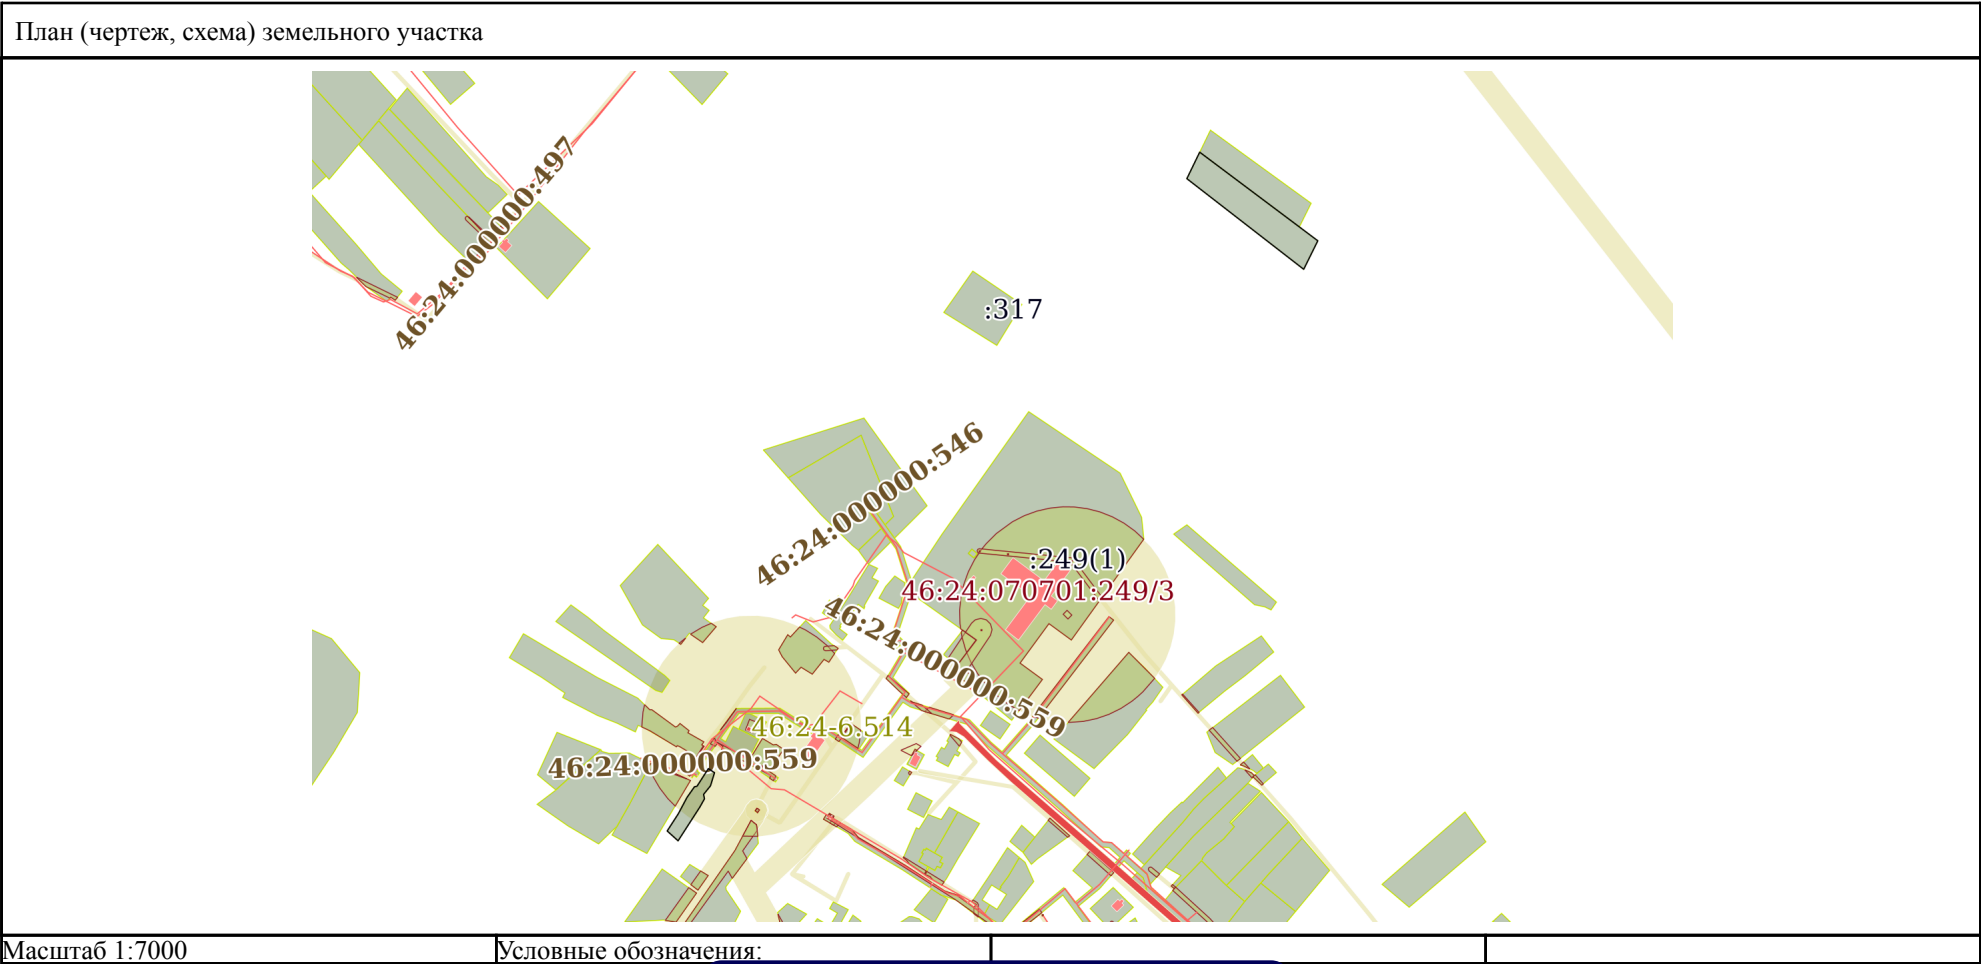 План (чертеж, схема) земельного участка
46:24:000000:497
:317
46:24:000000:546
:249(1)
46:24:070701:249/3
46:24:000000:559
46:24-6.514
46:24:000000:559
Масштаб 1:7000
Условные обозначения: